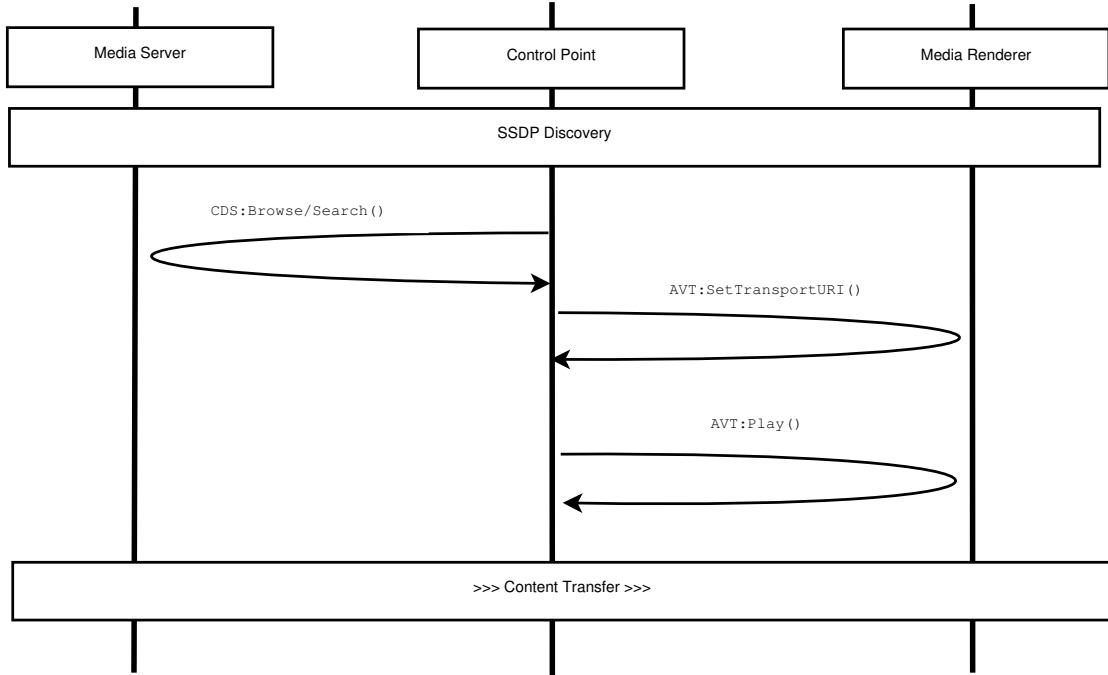 Media Server
Control Point
Media Renderer
SSDP Discovery
CDS:Browse/Search()
AVT:SetTransportURI()
AVT:Play()
>>> Content Transfer >>>